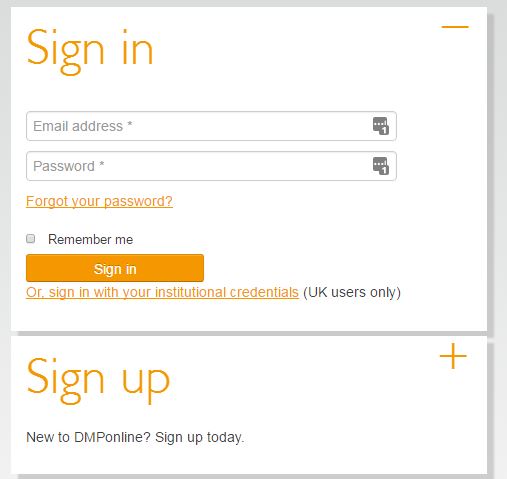 Sign in
Email address *
Password *
Forgot your password?
Remember me
Sign in
Or, sign in with your institutional credentials (UK users only)
Sign up
New to DMPonline? Sign up today.